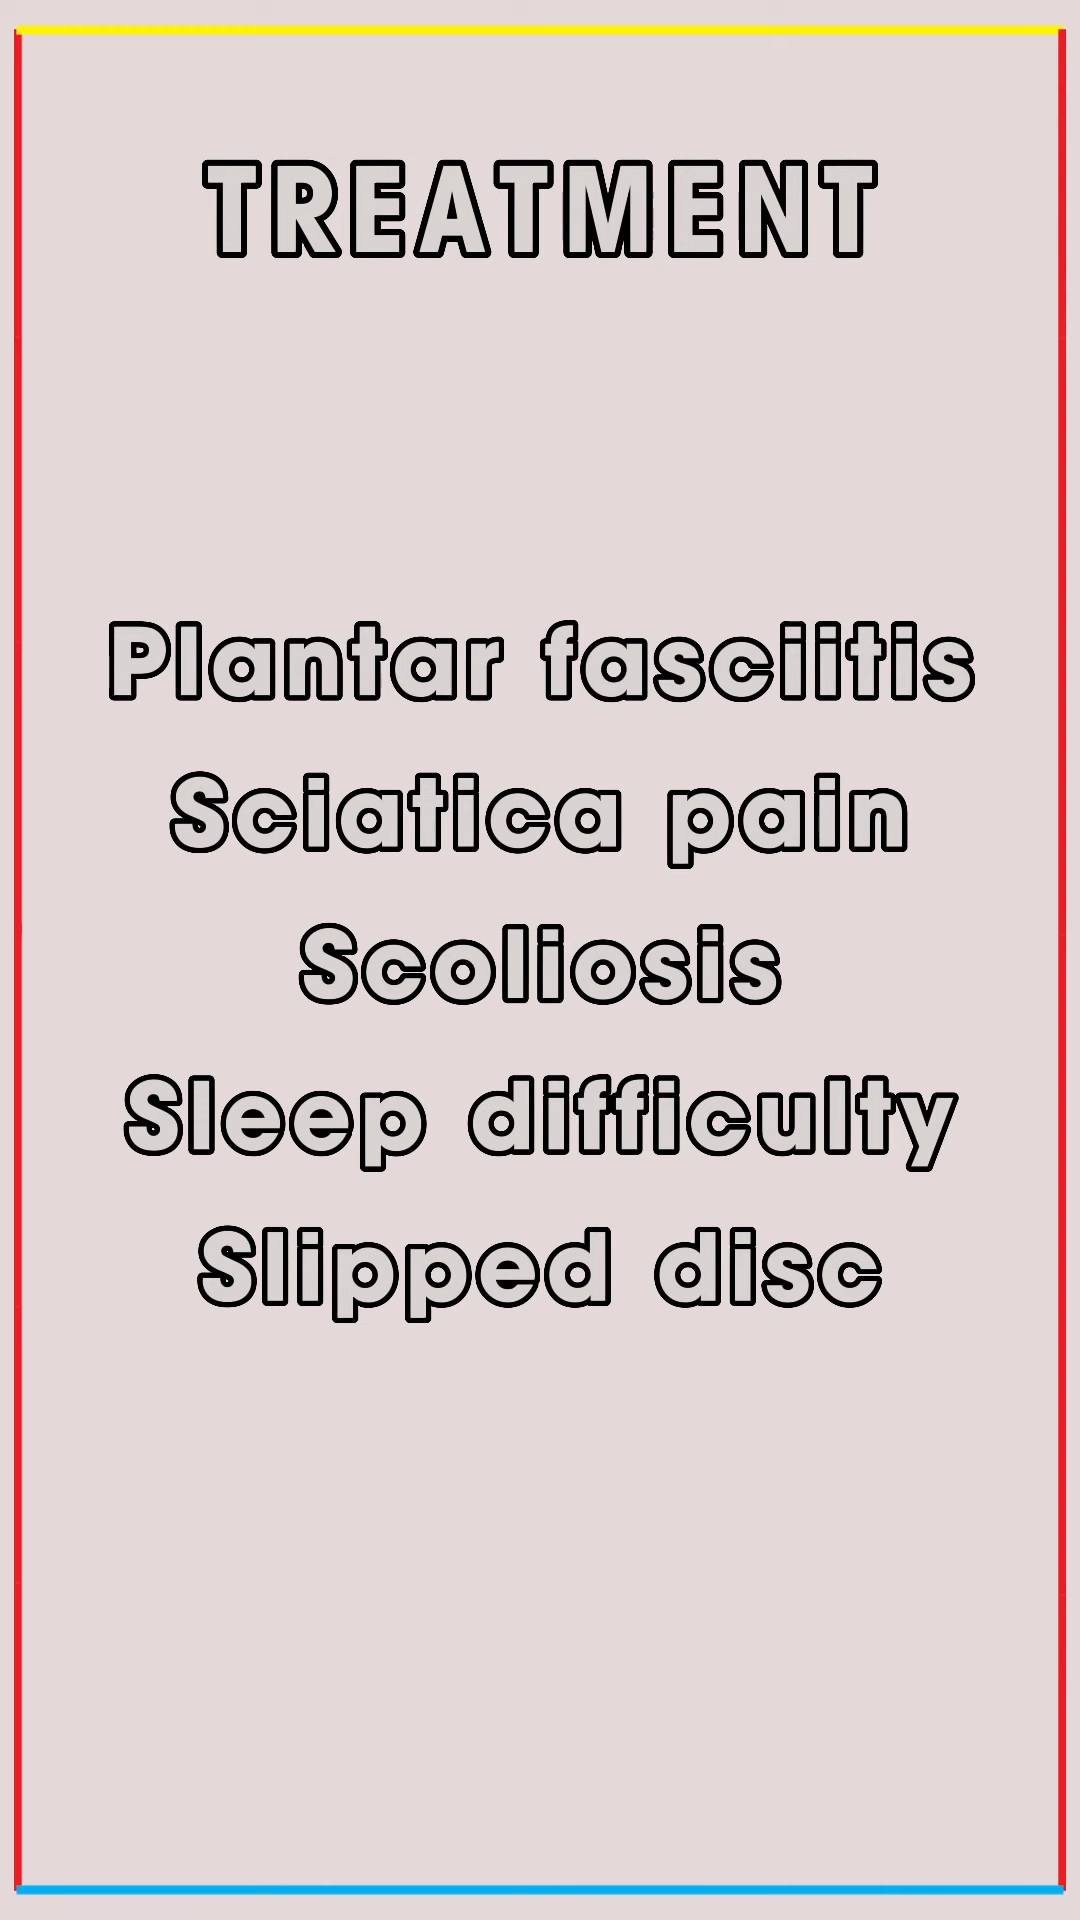 TREATMENT
Plantar fasciitis
Sciatica pain
Scoliosis
Sleep difficulty
Slipped disc